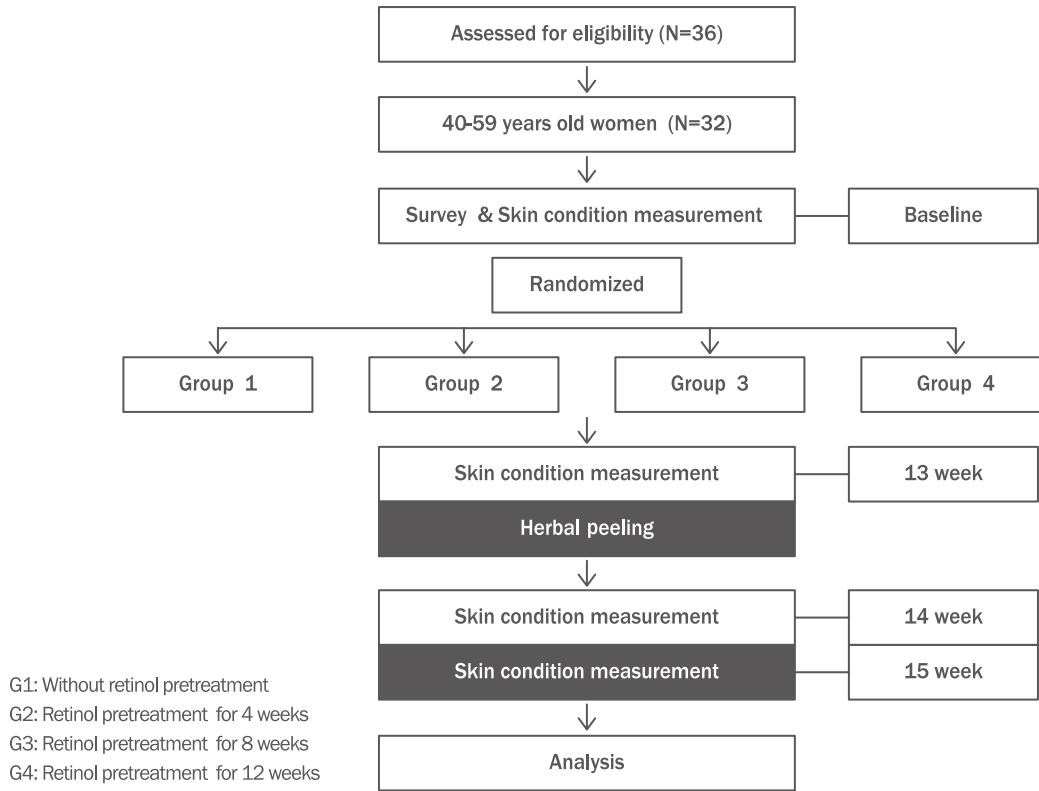 Assessed for eligibility (N=36)
40-59 years old women (N=32)
Survey & Skin condition measurement
Baseline
Randomized
Group 1
Group 2
Group 3
Group 4
Skin condition measurement
13 week
Herbal peeling
Skin condition measurement
14 week
Skin condition measurement
15 week
Analysis
G1: Without retinol pretreatment
G2: Retinol pretreatment for 4 weeks
G3: Retinol pretreatment for 8 weeks
G4: Retinol pretreatment for 12 weeks